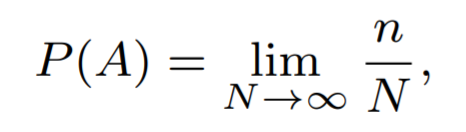 P(A) = lim_{N→∞} n/N,